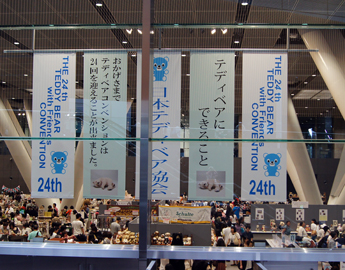 THE 24th
TEDDY BEAR
with Friends
CONVENTION
24th
おかげさまで
テディベアコンベンションは
24回を迎えることが出来ました。
日本テディベア協会
テディベアに
できること
THE 24th
TEDDY BEAR
with Friends
CONVENTION
24th